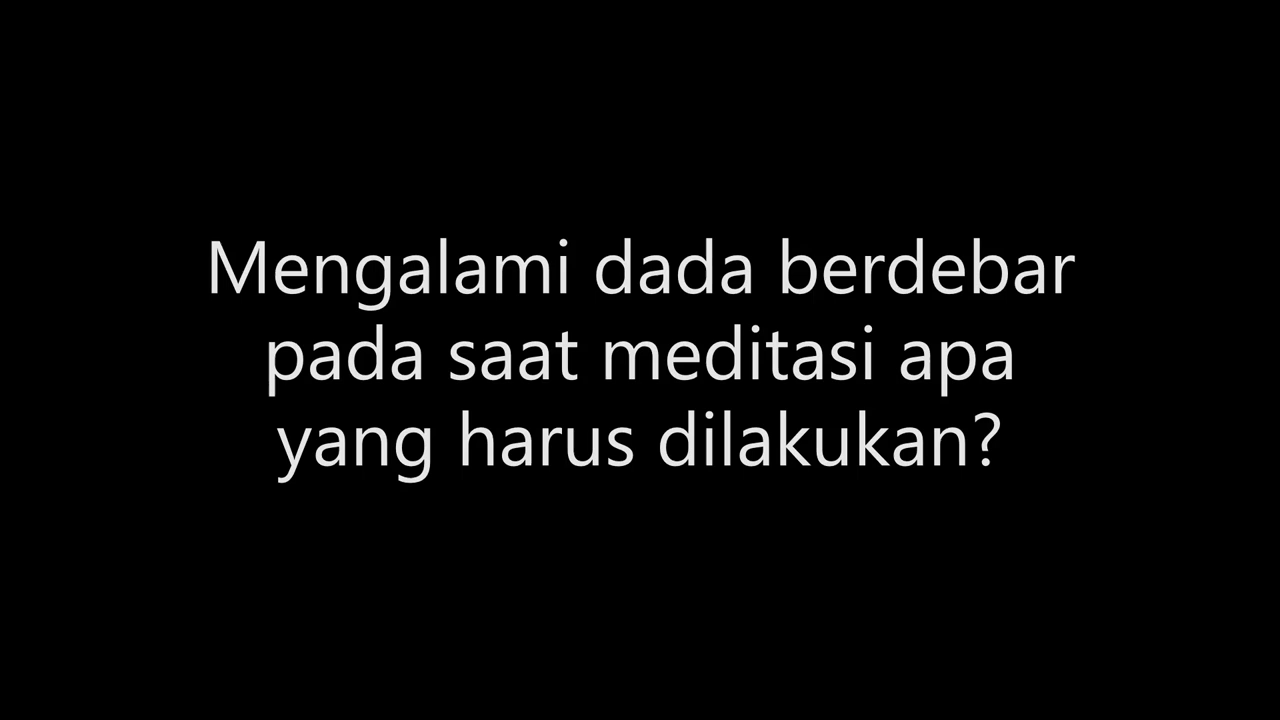 Mengalami dada berdebar
pada saat meditasi apa
yang harus dilakukan?